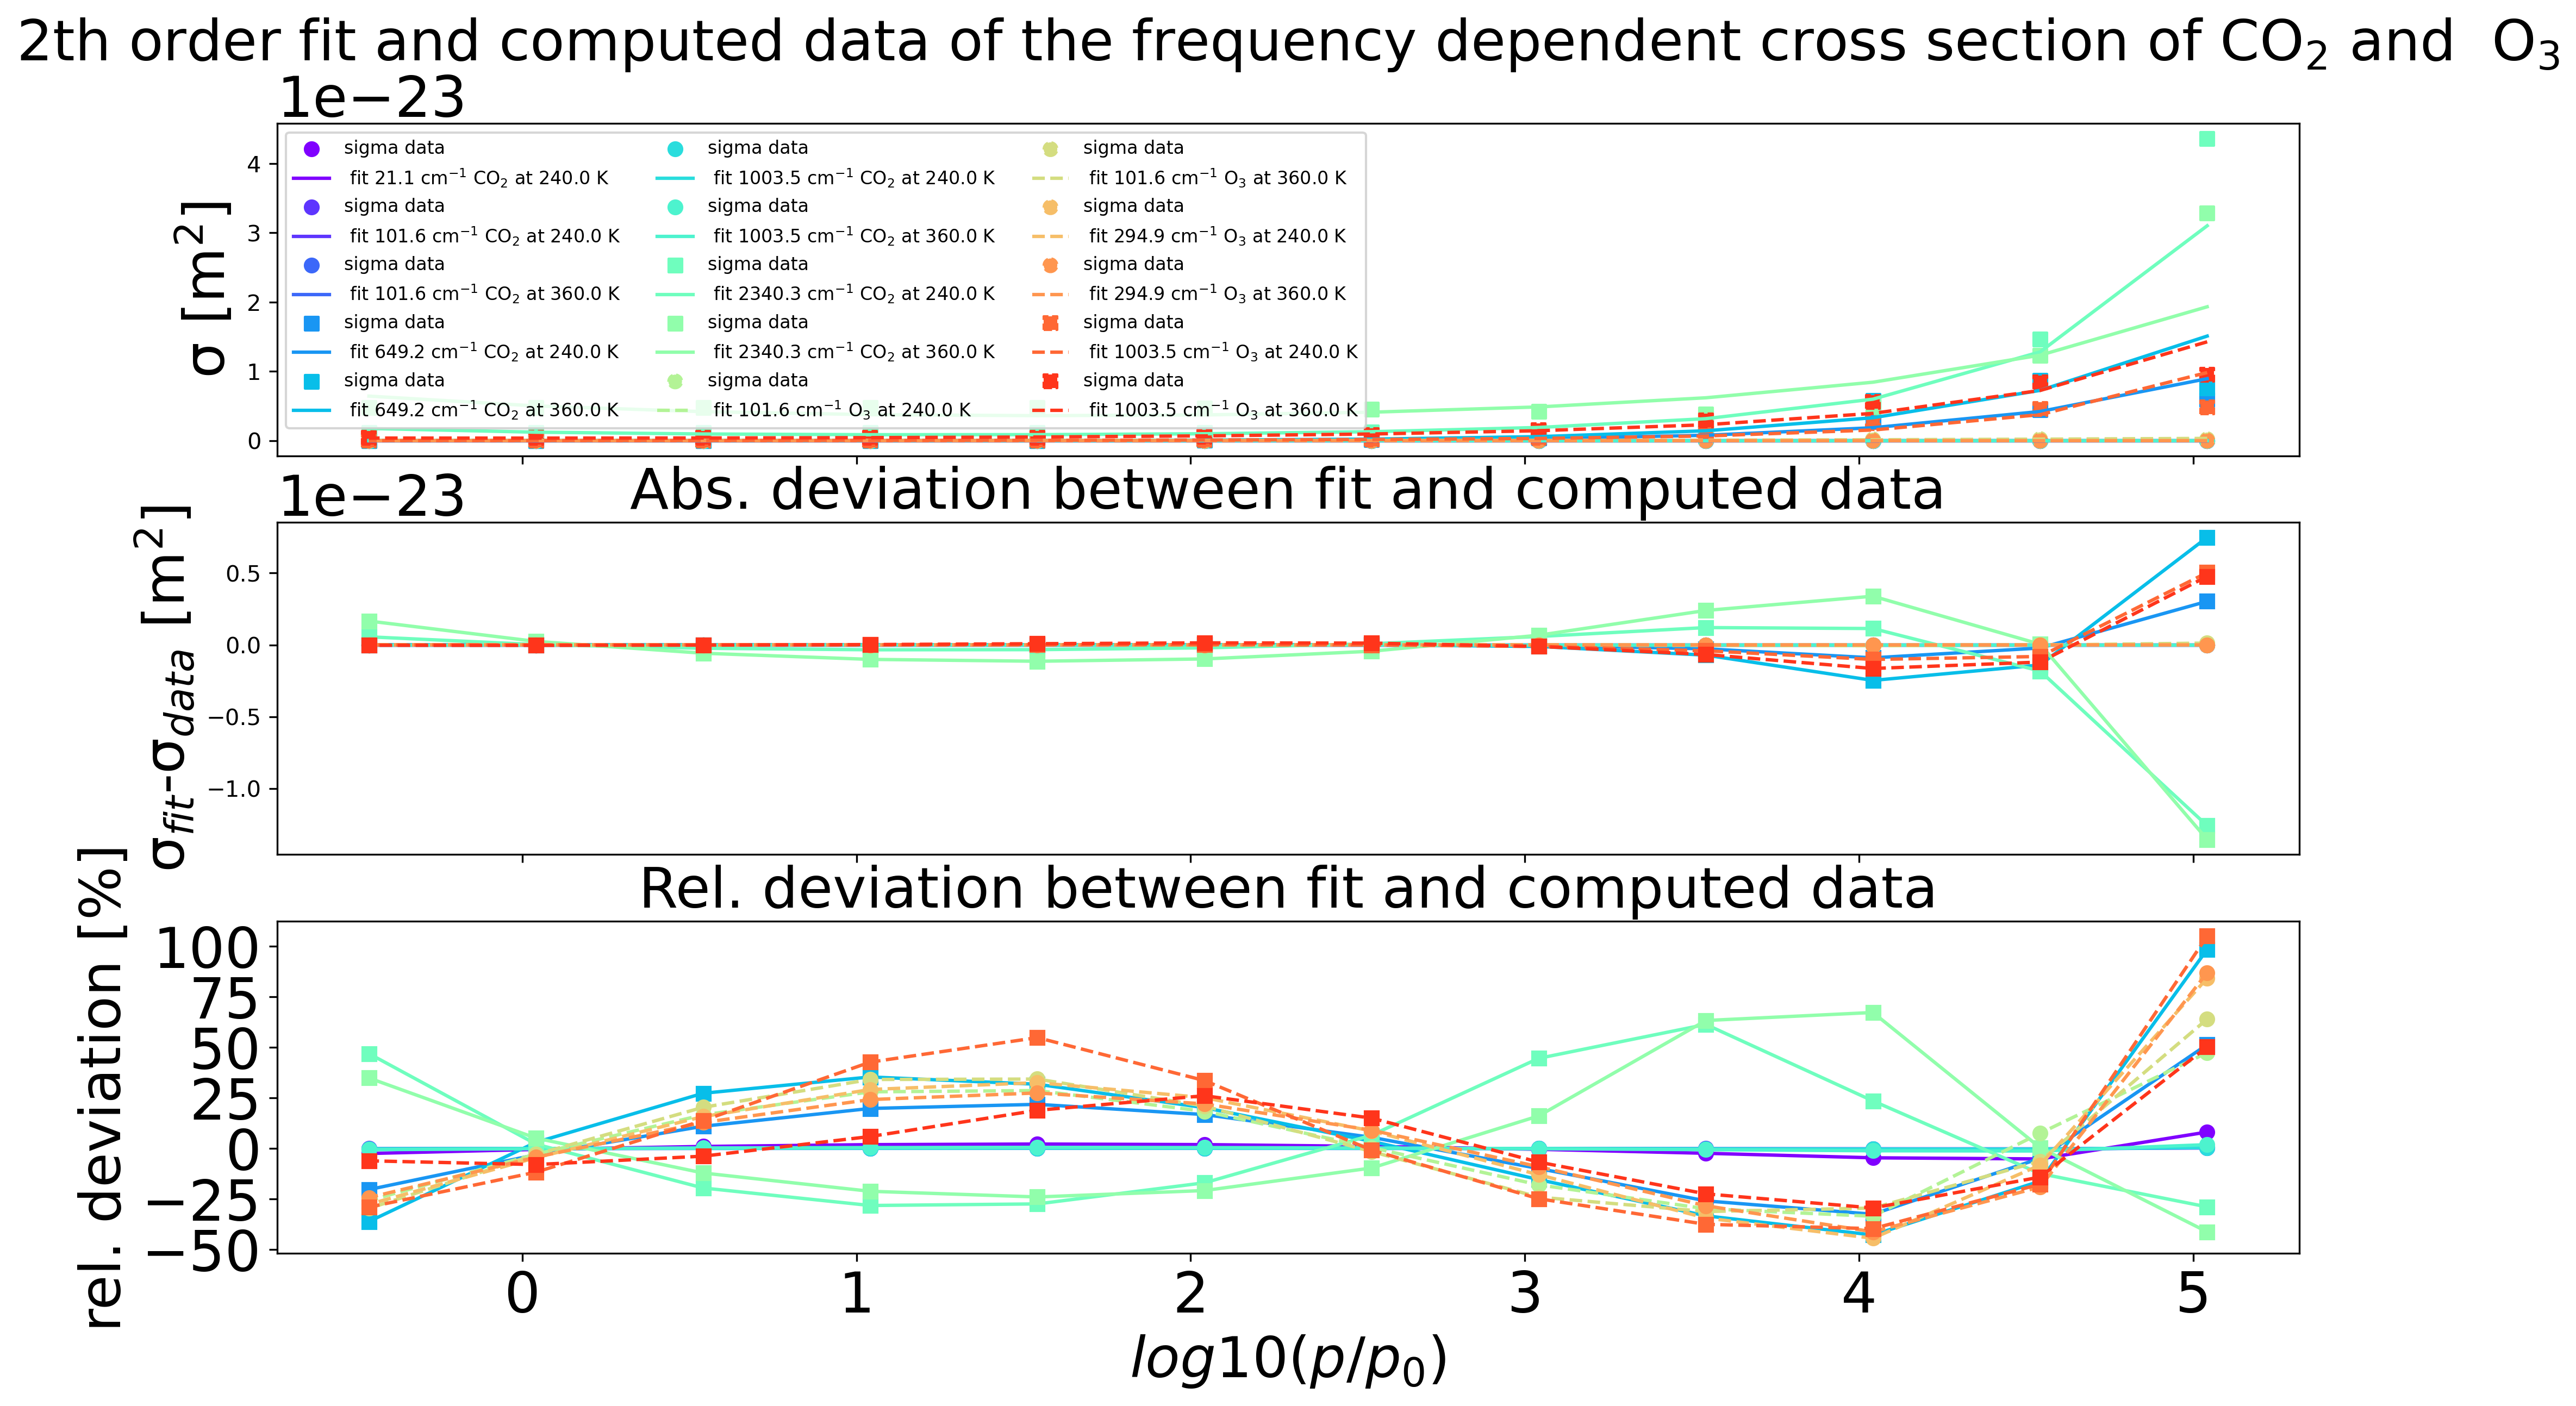 2th order fit and computed data of the frequency dependent cross section of CO₂ and O₃
1e−23
σ [m²]
4
3
2
1
0
sigma data
fit 21.1 cm⁻¹ CO₂ at 240.0 K
sigma data
fit 101.6 cm⁻¹ CO₂ at 240.0 K
sigma data
fit 101.6 cm⁻¹ CO₂ at 360.0 K
sigma data
fit 649.2 cm⁻¹ CO₂ at 240.0 K
sigma data
fit 649.2 cm⁻¹ CO₂ at 360.0 K
sigma data
fit 1003.5 cm⁻¹ CO₂ at 240.0 K
sigma data
fit 1003.5 cm⁻¹ CO₂ at 360.0 K
sigma data
fit 2340.3 cm⁻¹ CO₂ at 240.0 K
sigma data
fit 2340.3 cm⁻¹ CO₂ at 360.0 K
sigma data
fit 101.6 cm⁻¹ O₃ at 240.0 K
sigma data
fit 101.6 cm⁻¹ O₃ at 360.0 K
sigma data
fit 294.9 cm⁻¹ O₃ at 240.0 K
sigma data
fit 294.9 cm⁻¹ O₃ at 360.0 K
sigma data
fit 1003.5 cm⁻¹ O₃ at 240.0 K
sigma data
fit 1003.5 cm⁻¹ O₃ at 360.0 K
Abs. deviation between fit and computed data
1e−23
σ_fit-σ_data [m²]
0.5
0.0
−0.5
−1.0
Rel. deviation between fit and computed data
rel. deviation [%]
100
75
50
25
0
−25
−50
0 1 2 3 4 5
log10(p/p₀)